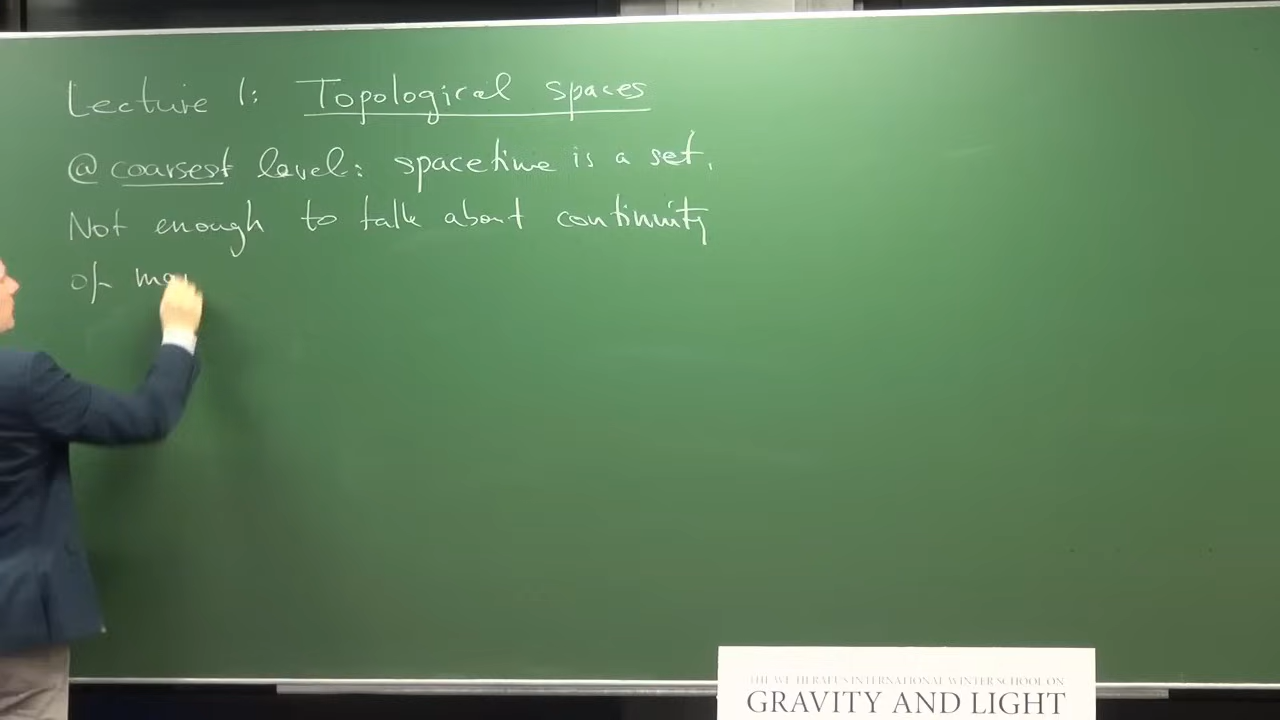 Lecture 1: Topological spaces
@ coarsest level: spacetime is a set.
Not enough to talk about continuity
of
THE WE-HERAEUS INTERNATIONAL WINTER SCHOOL ON
GRAVITY AND LIGHT